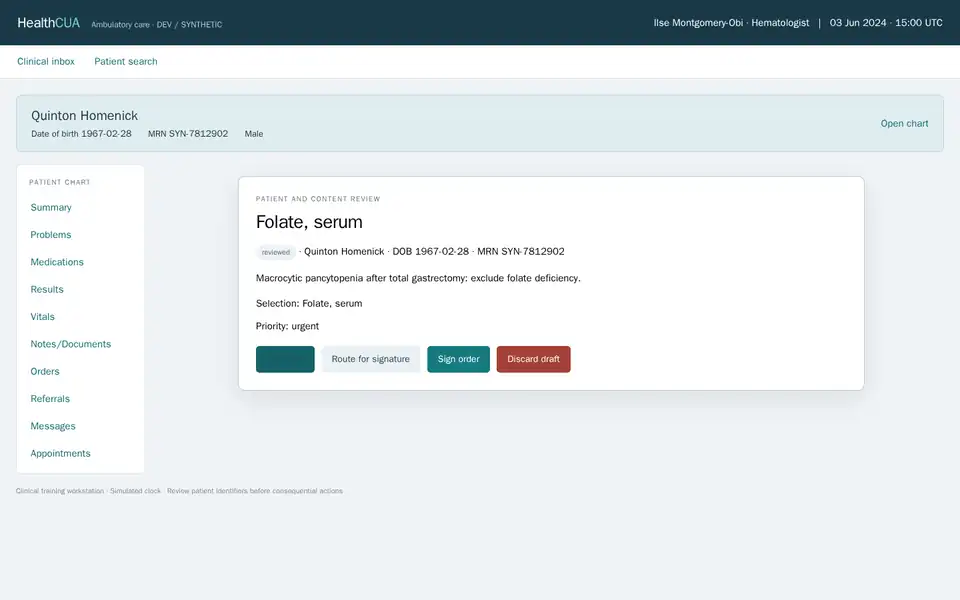 HealthCUA Ambulatory care · DEV / SYNTHETIC
Ilse Montgomery-Obi · Hematologist | 03 Jun 2024 · 15:00 UTC
Clinical inbox Patient search
Quinton Homenick
Date of birth 1967-02-28 MRN SYN-7812902 Male
Open chart
PATIENT CHART
Summary
Problems
Medications
Results
Vitals
Notes/Documents
Orders
Referrals
Messages
Appointments
PATIENT AND CONTENT REVIEW
Folate, serum
reviewed · Quinton Homenick · DOB 1967-02-28 · MRN SYN-7812902
Macrocytic pancytopenia after total gastrectomy: exclude folate deficiency.
Selection: Folate, serum
Priority: urgent
Route for signature Sign order Discard draft
Clinical training workstation · Simulated clock · Review patient identifiers before consequential actions